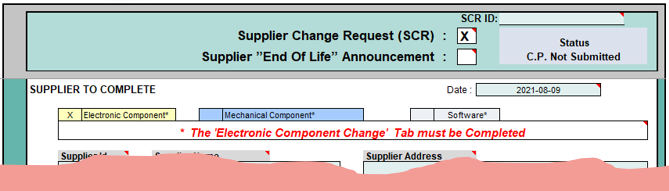 SCR ID:
Supplier Change Request (SCR) : X
Supplier ”End Of Life” Announcement :
Status
C.P. Not Submitted
SUPPLIER TO COMPLETE
Date : 2021-08-09
X Electronic Component* Mechanical Component* Software*
* The 'Electronic Component Change' Tab must be Completed
Supplier Id Supplier Name Supplier Address